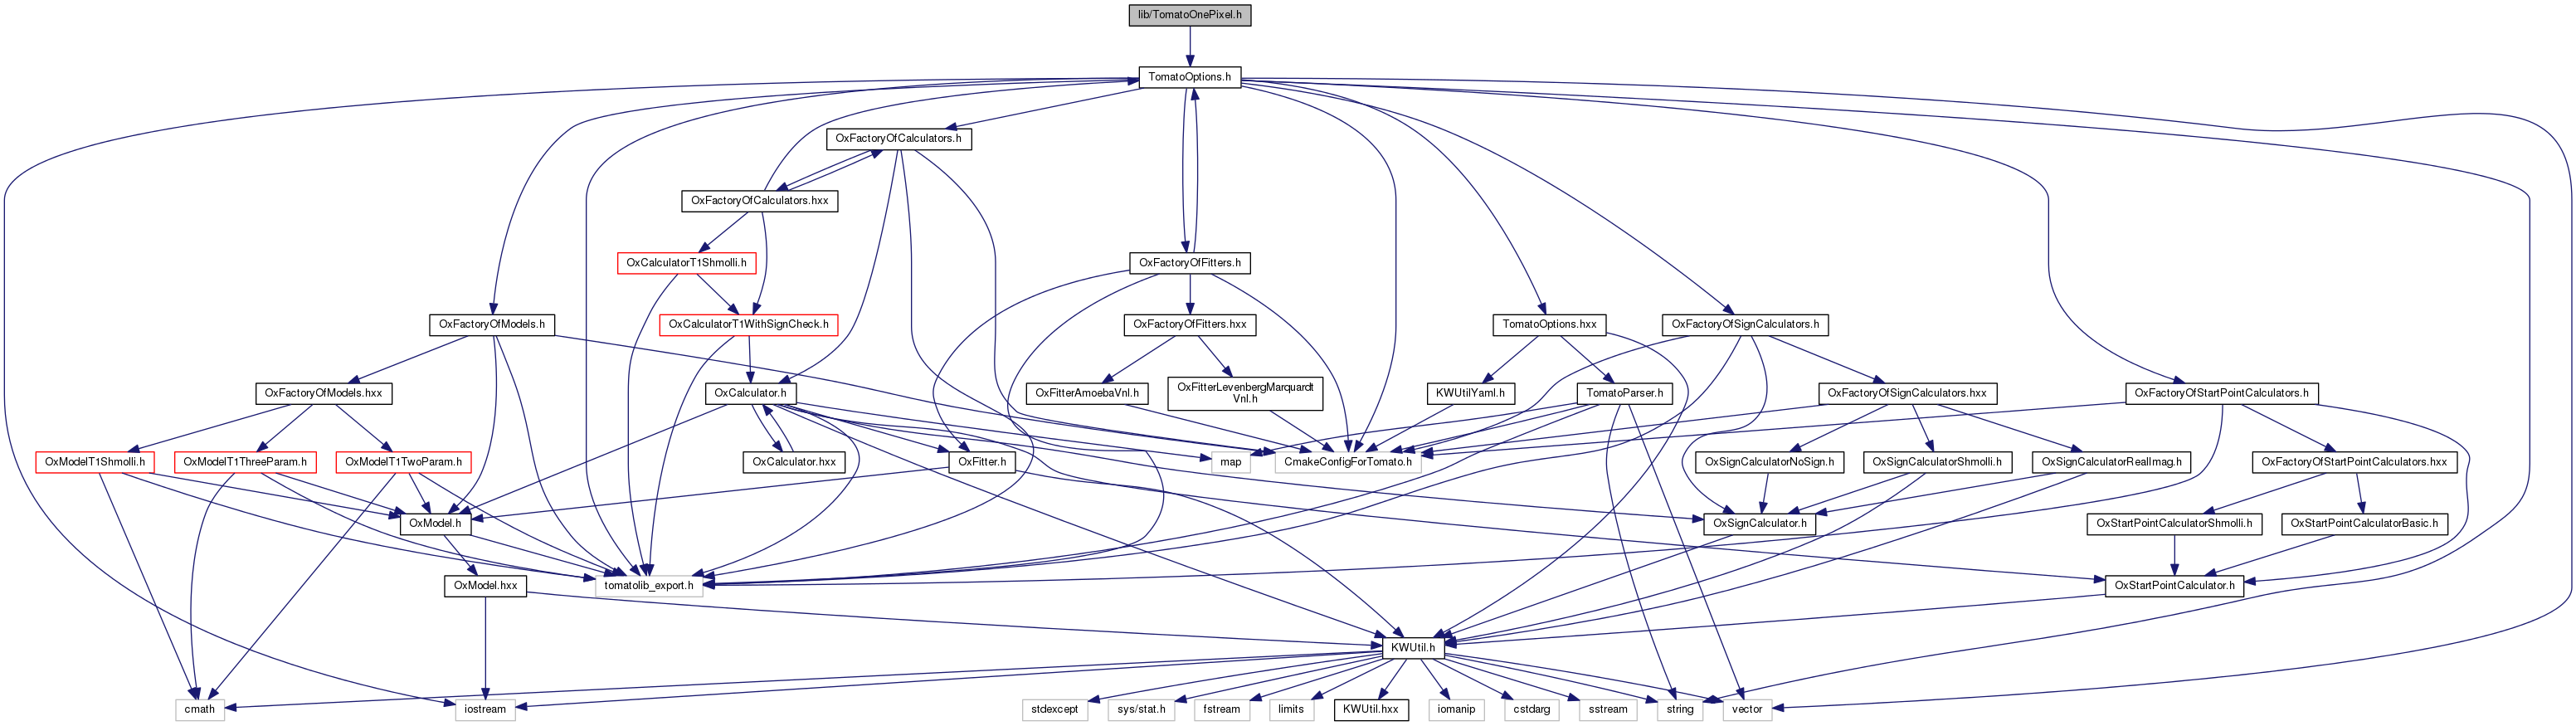 lib/TomatoOnePixel.h
TomatoOptions.h
OxFactoryOfCalculators.h
OxFactoryOfCalculators.hxx
OxCalculatorT1Shmolli.h
OxFactoryOfFitters.h
OxFactoryOfModels.h
OxCalculatorT1WithSignCheck.h
OxFactoryOfFitters.hxx
TomatoOptions.hxx
OxFactoryOfSignCalculators.h
OxFactoryOfModels.hxx
OxCalculator.h
OxFitterAmoebaVnl.h
OxFitterLevenbergMarquardt
Vnl.h
KWUtilYaml.h
TomatoParser.h
OxFactoryOfSignCalculators.hxx
OxFactoryOfStartPointCalculators.h
OxModelT1Shmolli.h
OxModelT1ThreeParam.h
OxModelT1TwoParam.h
OxCalculator.hxx
OxFitter.h
map
CmakeConfigForTomato.h
OxSignCalculatorNoSign.h
OxSignCalculatorShmolli.h
OxSignCalculatorRealImag.h
OxFactoryOfStartPointCalculators.hxx
OxModel.h
OxSignCalculator.h
OxStartPointCalculatorShmolli.h
OxStartPointCalculatorBasic.h
OxModel.hxx
tomatolib_export.h
OxStartPointCalculator.h
KWUtil.h
cmath
iostream
stdexcept
sys/stat.h
fstream
limits
KWUtil.hxx
iomanip
cstdarg
sstream
string
vector